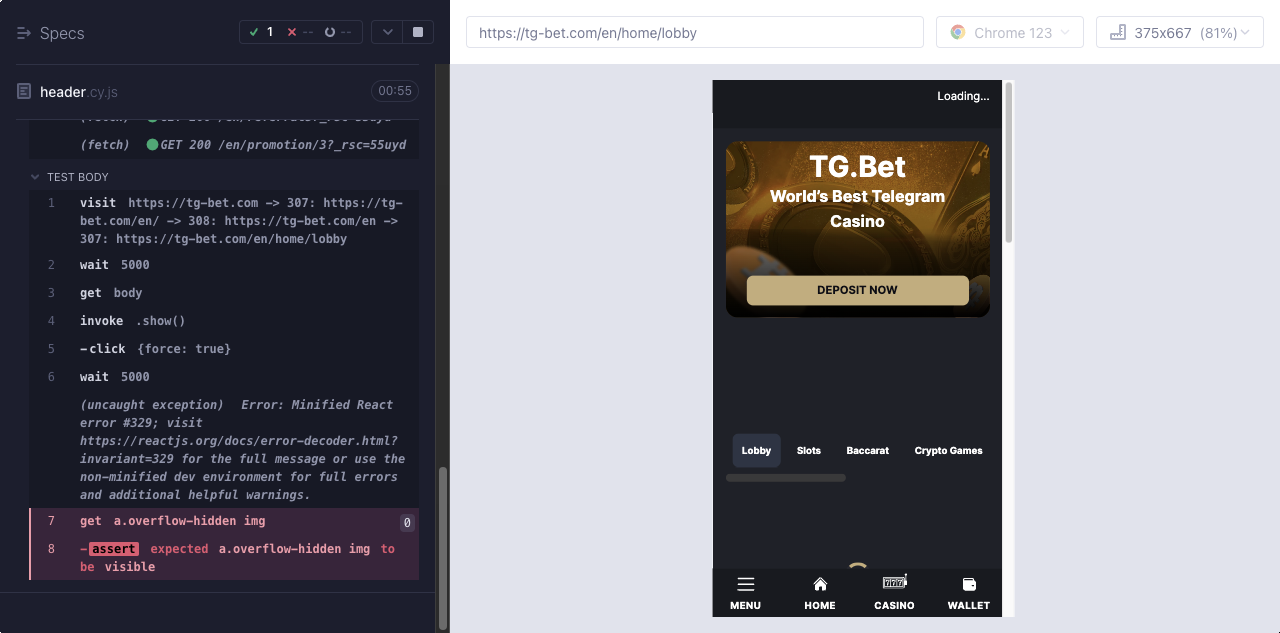 Specs
1
--
--
https://tg-bet.com/en/home/lobby
Chrome 123
375x667 (81%)
header.cy.js
00:55
(fetch) GET 200 /en/promotion/3?_rsc=55uyd
TEST BODY
1 visit https://tg-bet.com -> 307: https://tg-
bet.com/en/ -> 308: https://tg-bet.com/en ->
307: https://tg-bet.com/en/home/lobby
2 wait 5000
3 get body
4 invoke .show()
5 -click {force: true}
6 wait 5000
(uncaught exception) Error: Minified React
error #329; visit
https://reactjs.org/docs/error-decoder.html?
invariant=329 for the full message or use the
non-minified dev environment for full errors
and additional helpful warnings.
7 get a.overflow-hidden img 0
8 -assert expected a.overflow-hidden img to
be visible
Loading...
TG.Bet
World’s Best Telegram
Casino
DEPOSIT NOW
Lobby Slots Baccarat Crypto Games
MENU HOME CASINO WALLET